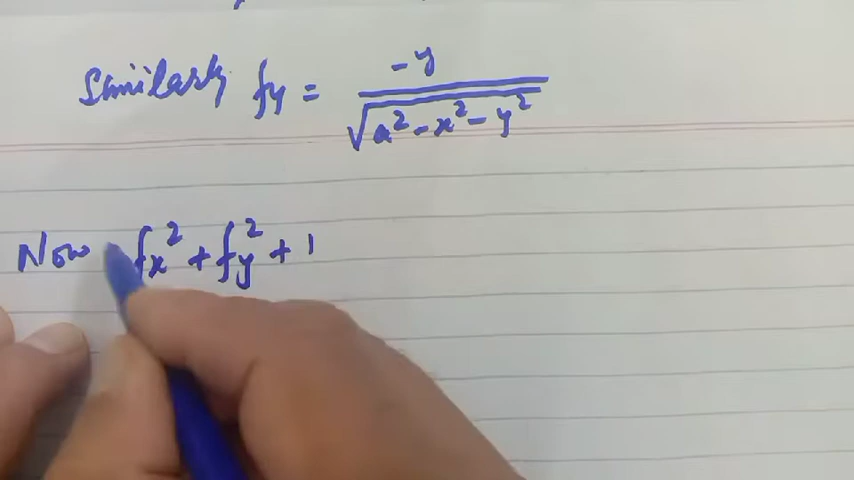 Similarly fy = -y / √(a² - x² - y²)
Now fx² + fy² + 1